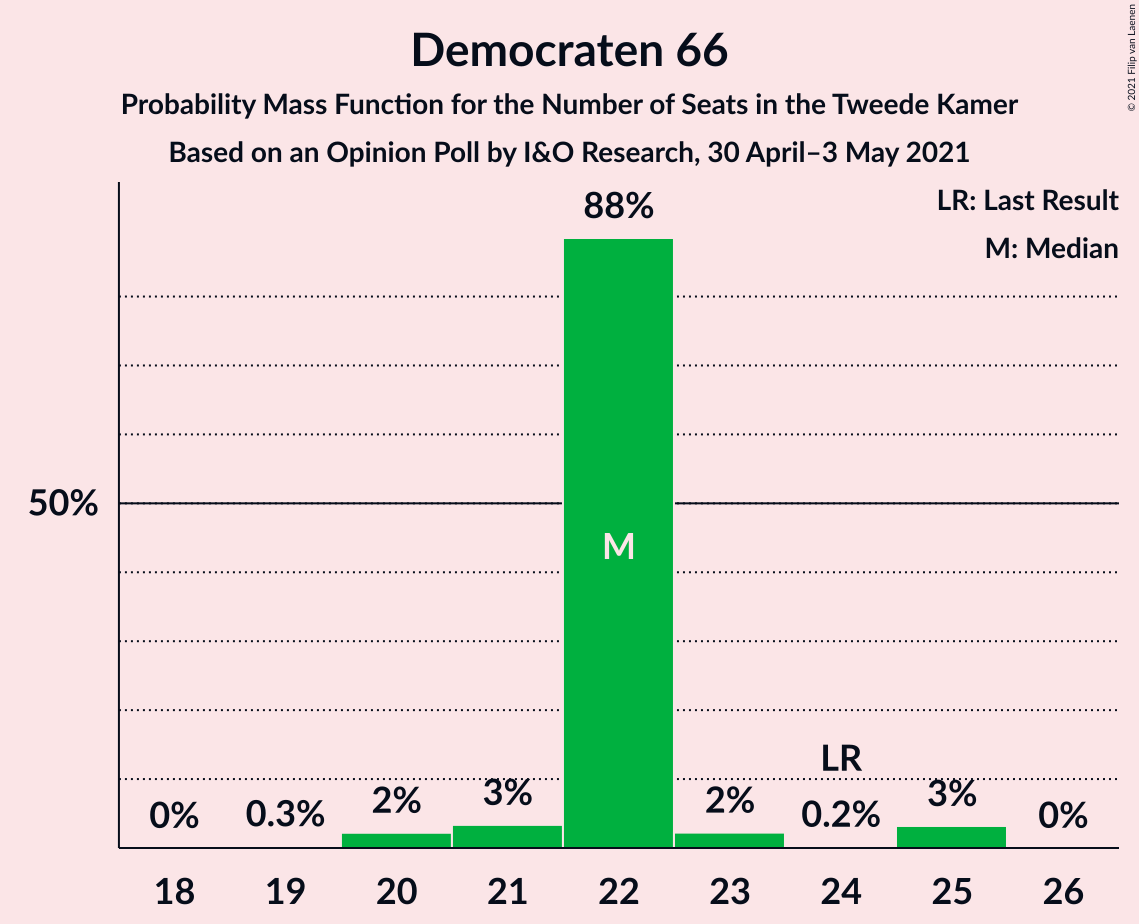 Democraten 66
Probability Mass Function for the Number of Seats in the Tweede Kamer
Based on an Opinion Poll by I&O Research, 30 April–3 May 2021
© 2021 Filip van Laenen
LR: Last Result
M: Median
88%
50%
M
LR
0%
0.3%
2%
3%
2%
0.2%
3%
0%
18 19 20 21 22 23 24 25 26